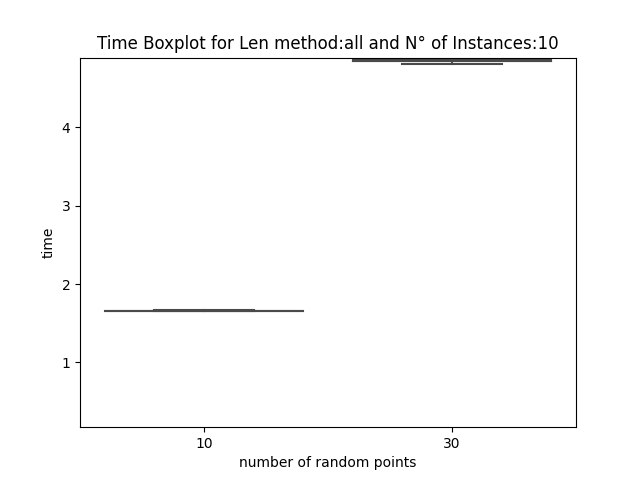 Time Boxplot for Len method:all and N° of Instances:10
4
3
2
1
time
10
30
number of random points